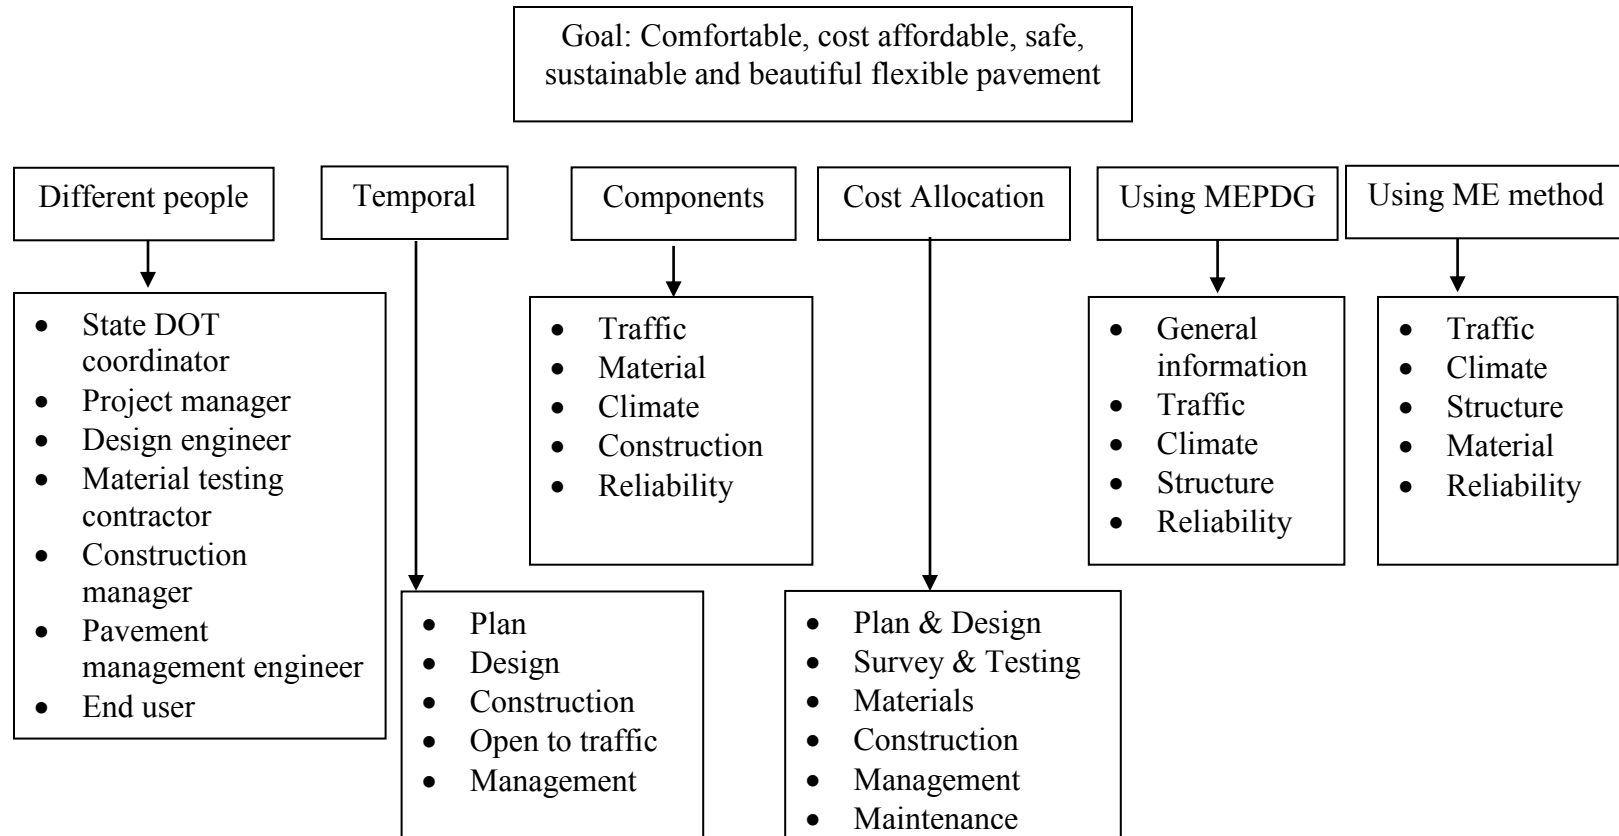 Goal: Comfortable, cost affordable, safe,
sustainable and beautiful flexible pavement
Different people
Temporal
Components
Cost Allocation
Using MEPDG
Using ME method
• State DOT
coordinator
• Project manager
• Design engineer
• Material testing
contractor
• Construction
manager
• Pavement
management engineer
• End user
• Plan
• Design
• Construction
• Open to traffic
• Management
• Traffic
• Material
• Climate
• Construction
• Reliability
• Plan & Design
• Survey & Testing
• Materials
• Construction
• Management
• Maintenance
• General
information
• Traffic
• Climate
• Structure
• Reliability
• Traffic
• Climate
• Structure
• Material
• Reliability